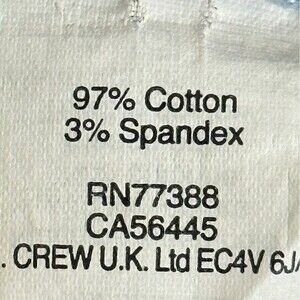 97% Cotton
3% Spandex
RN77388
CA56445
. CREW U.K. Ltd EC4V 6J